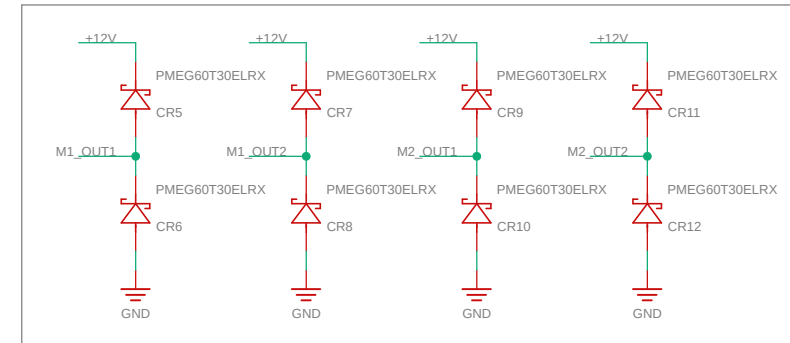 +12V +12V +12V +12V
PMEG60T30ELRX PMEG60T30ELRX PMEG60T30ELRX PMEG60T30ELRX
CR5 CR7 CR9 CR11
M1_OUT1 M1_OUT2 M2_OUT1 M2_OUT2
PMEG60T30ELRX PMEG60T30ELRX PMEG60T30ELRX PMEG60T30ELRX
CR6 CR8 CR10 CR12
GND GND GND GND